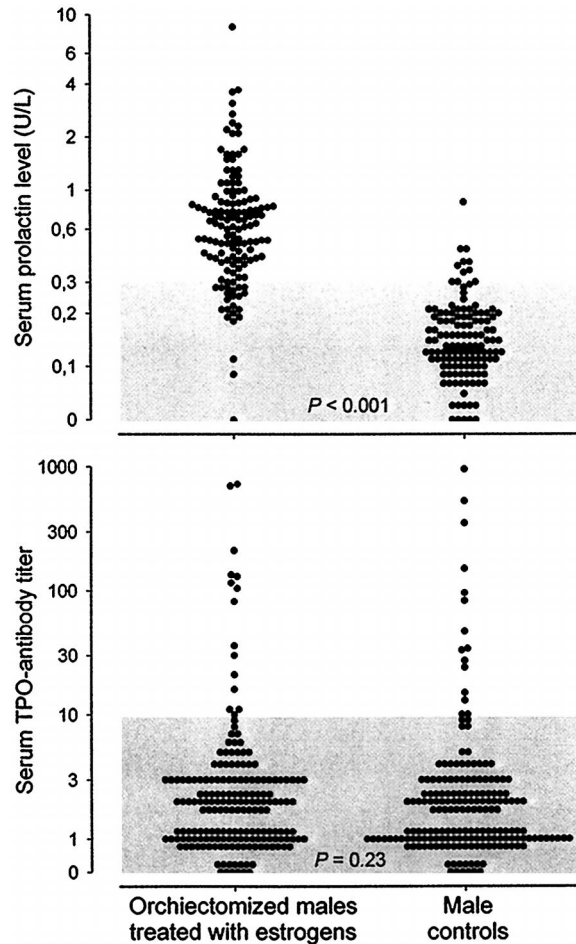 Serum prolactin level (U/L)
10
6
4
2
1
0,6
0,3
0,2
0,1
0
P < 0.001
Serum TPO-antibody titer
1000
300
100
30
10
3
1
0
P = 0.23
Orchiectomized males
treated with estrogens
Male
controls